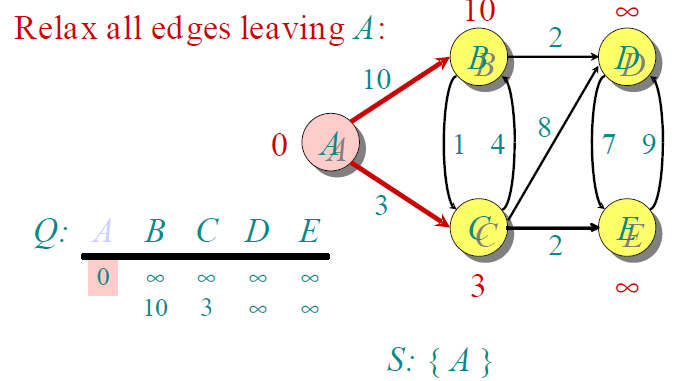 10 ∞
Relax all edges leaving A:
B 2 D
10
0 A 1 4 8 7 9
3
C 2 E
3 ∞
Q: A B C D E
0 ∞ ∞ ∞ ∞
10 3 ∞ ∞
S: { A }